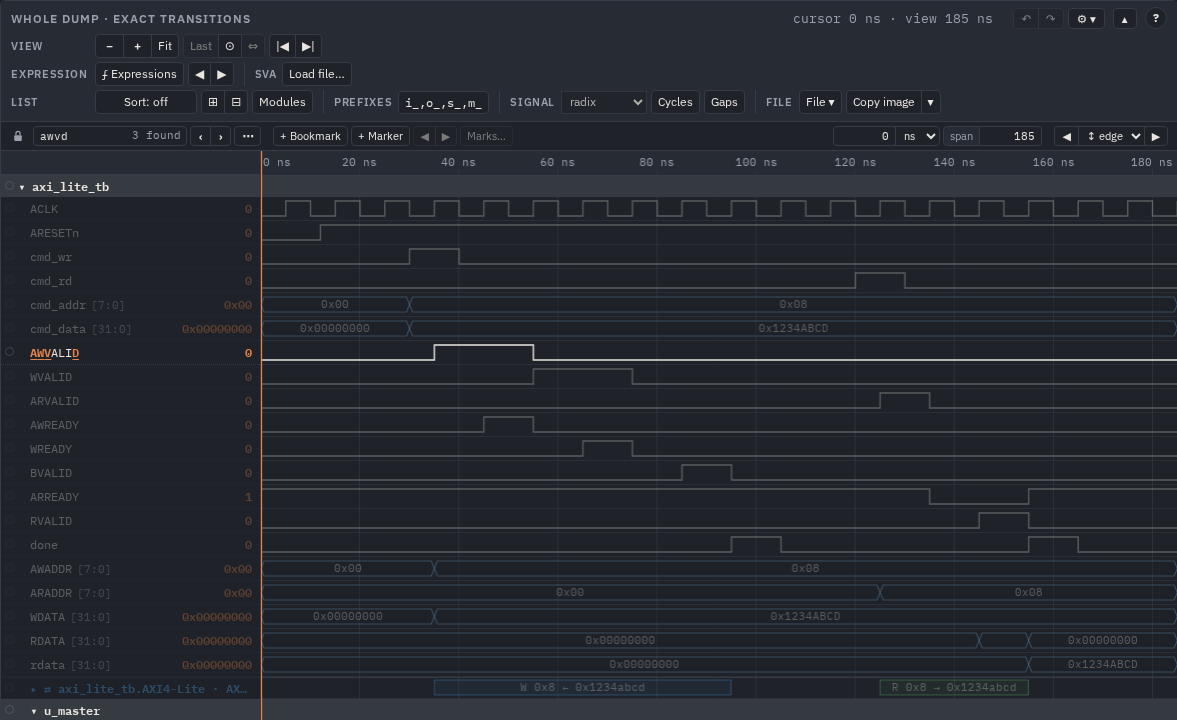 WHOLE DUMP · EXACT TRANSITIONS cursor 0 ns · view 185 ns ↶ ↷ ⚙ ▾ ▴ ?
VIEW − + Fit Last ⊙ ⇔ |◀ ▶|
EXPRESSION ƒ Expressions ◀ ▶ SVA Load file…
LIST Sort: off ⊞ ⊟ Modules PREFIXES i_,o_,s_,m_ SIGNAL radix Cycles Gaps FILE File ▾ Copy image ▾
awvd 3 found ‹ › ⋯ + Bookmark + Marker ◀ ▶ Marks… 0 ns span 185 ◀ ↕ edge ▶
0 ns 20 ns 40 ns 60 ns 80 ns 100 ns 120 ns 140 ns 160 ns 180 ns
▾ axi_lite_tb
ACLK 0
ARESETn 0
cmd_wr 0
cmd_rd 0
cmd_addr [7:0] 0x00 0x00 0x08
cmd_data [31:0] 0x00000000 0x00000000 0x1234ABCD
AWVALID 0
WVALID 0
ARVALID 0
AWREADY 0
WREADY 0
BVALID 0
ARREADY 1
RVALID 0
done 0
AWADDR [7:0] 0x00 0x00 0x08
ARADDR [7:0] 0x00 0x00 0x08
WDATA [31:0] 0x00000000 0x00000000 0x1234ABCD
RDATA [31:0] 0x00000000 0x00000000 0x00000000
rdata [31:0] 0x00000000 0x00000000 0x1234ABCD
▸ ⇄ axi_lite_tb.AXI4-Lite · AX… W 0x8 ← 0x1234abcd R 0x8 → 0x1234abcd
▾ u_master